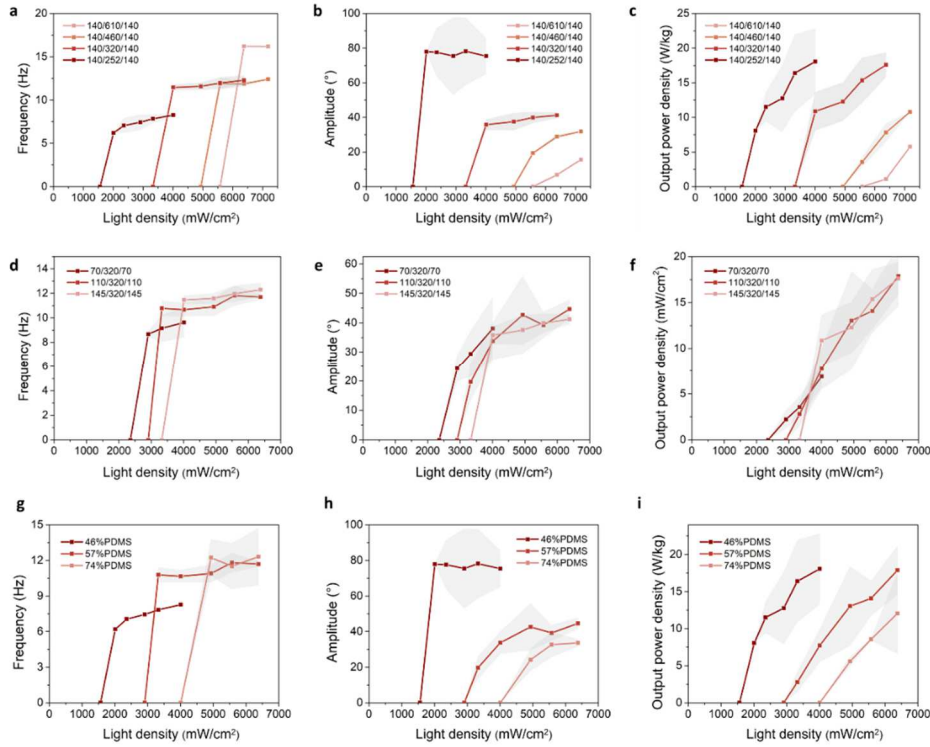 a
Frequency (Hz)
20
15
10
5
0
140/610/140
140/460/140
140/320/140
140/252/140
0 1000 2000 3000 4000 5000 6000 7000
Light density (mW/cm²)
b
Amplitude (°)
100
80
60
40
20
0
140/610/140
140/460/140
140/320/140
140/252/140
0 1000 2000 3000 4000 5000 6000 7000
Light density (mW/cm²)
c
Output power density (W/kg)
25
20
15
10
5
0
140/610/140
140/460/140
140/320/140
140/252/140
0 1000 2000 3000 4000 5000 6000 7000
Light density (mW/cm²)
d
Frequency (Hz)
14
12
10
8
6
4
2
0
70/320/70
110/320/110
145/320/145
0 1000 2000 3000 4000 5000 6000 7000
Light density (mW/cm²)
e
Amplitude (°)
60
50
40
30
20
10
0
70/320/70
110/320/110
145/320/145
0 1000 2000 3000 4000 5000 6000 7000
Light density (mW/cm²)
f
Output power density (mW/cm²)
20
15
10
5
0
70/320/70
110/320/110
145/320/145
0 1000 2000 3000 4000 5000 6000 7000
Light density (mW/cm²)
g
Frequency (Hz)
15
12
9
6
3
0
46%PDMS
57%PDMS
74%PDMS
0 1000 2000 3000 4000 5000 6000 7000
Light density (mW/cm²)
h
Amplitude (°)
100
80
60
40
20
0
46%PDMS
57%PDMS
74%PDMS
0 1000 2000 3000 4000 5000 6000 7000
Light density (mW/cm²)
i
Output power density (W/kg)
20
15
10
5
0
46%PDMS
57%PDMS
74%PDMS
0 1000 2000 3000 4000 5000 6000 7000
Light density (mW/cm²)